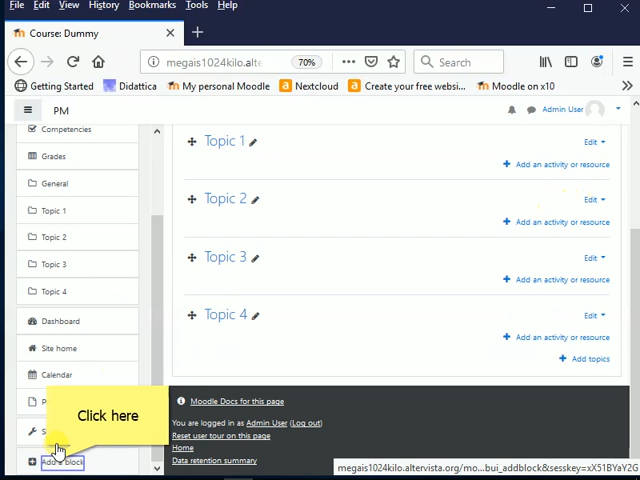 File Edit View History Bookmarks Tools Help
Course: Dummy
megais1024kilo.alte
70%
Search
Getting Started Didattica My personal Moodle Nextcloud Create your free websi... Moodle on x10
PM
Admin User
Competencies
Grades
General
Topic 1
Topic 2
Topic 3
Topic 4
Dashboard
Site home
Calendar
P
S
Add a block
Click here
Topic 1
Edit
Add an activity or resource
Topic 2
Edit
Add an activity or resource
Topic 3
Edit
Add an activity or resource
Topic 4
Edit
Add an activity or resource
Add topics
Moodle Docs for this page
You are logged in as Admin User (Log out)
Reset user tour on this page
Home
Data retention summary
megais1024kilo.altervista.org/mo...bui_addblock&sesskey=xX51BYaY2G